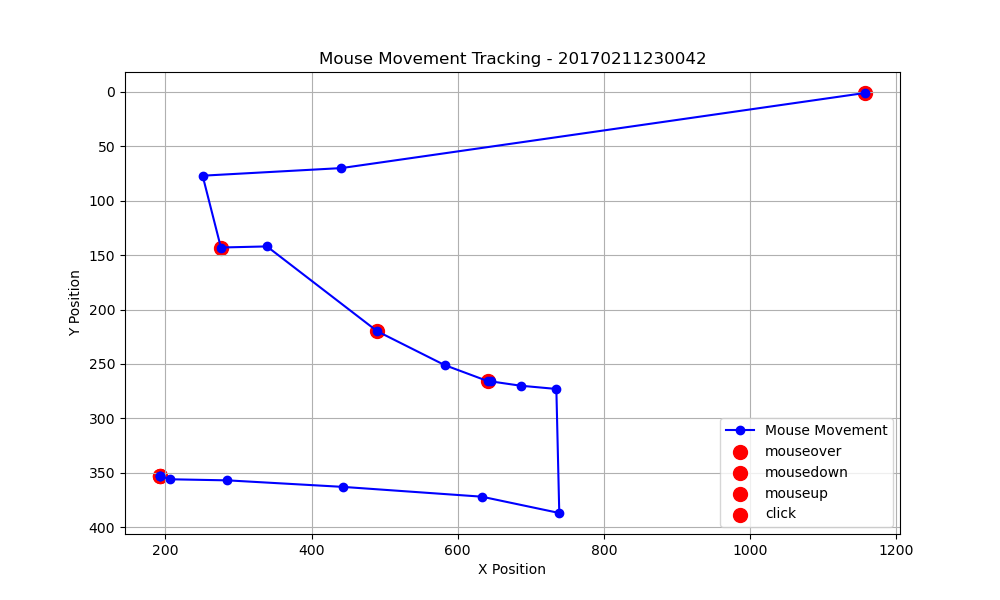 Mouse Movement Tracking - 20170211230042
0
50
100
150
200
250
300
350
400
Y Position
200
400
600
800
1000
1200
X Position
Mouse Movement
mouseover
mousedown
mouseup
click